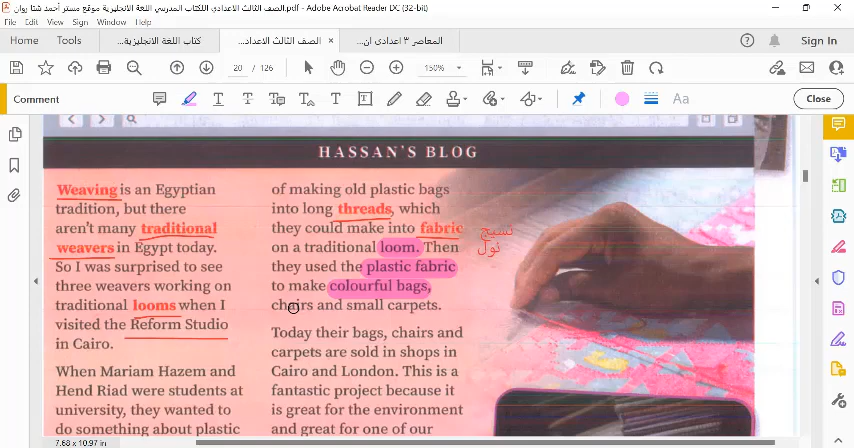 الصف الثالث الاعدادى اللكتاب المدرسي اللغة الانجليزية موقع مستر أحمد شتا روان.pdf - Adobe Acrobat Reader DC (32-bit)
File Edit View Sign Window Help
Home Tools
كتاب اللغة الانجليزية...
الصف الثالث الاعداد... ×
المعاصر ٣ اعدادى ان...
Sign In
20 / 126
150%
Comment
Aa
Close
HASSAN'S BLOG
Weaving is an Egyptian
tradition, but there
aren't many traditional
weavers in Egypt today.
So I was surprised to see
three weavers working on
traditional looms when I
visited the Reform Studio
in Cairo.
When Mariam Hazem and
Hend Riad were students at
university, they wanted to
do something about plastic
of making old plastic bags
into long threads, which
they could make into fabric
on a traditional loom. Then
they used the plastic fabric
to make colourful bags,
chairs and small carpets.
Today their bags, chairs and
carpets are sold in shops in
Cairo and London. This is a
fantastic project because it
is great for the environment
and great for one of our
نسيج
نول
7.68 x 10.97 in